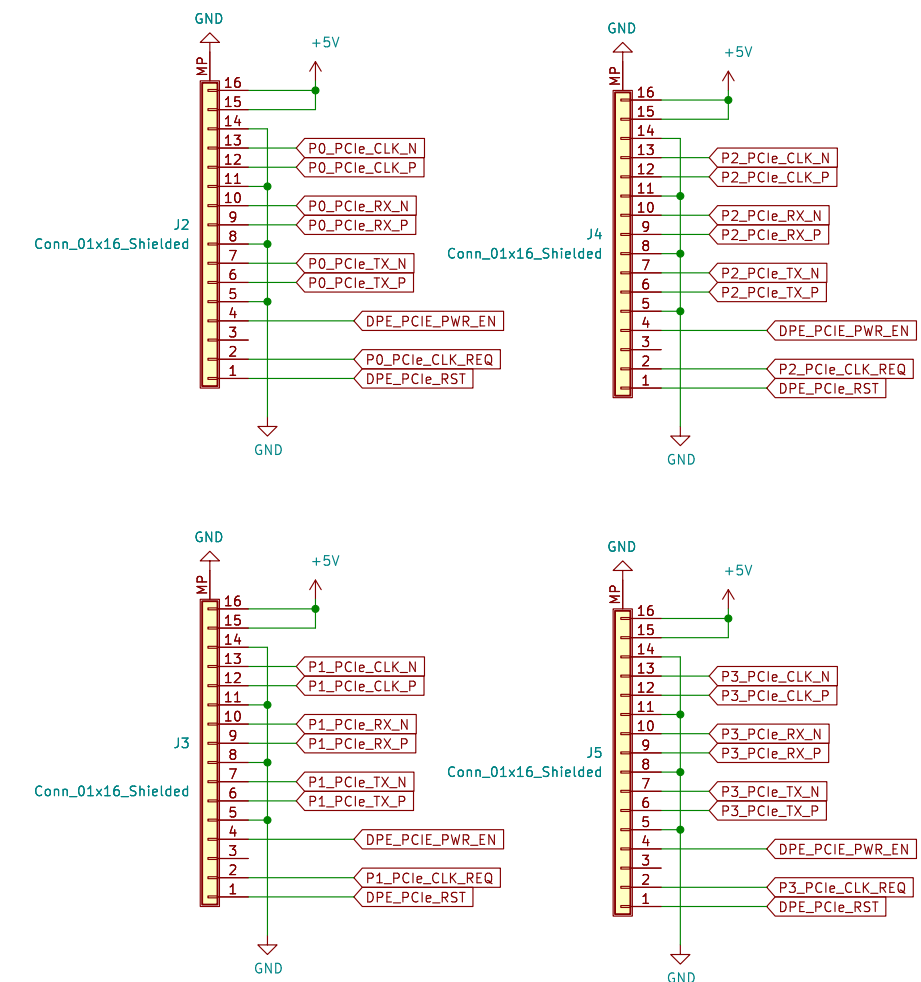 GND
+5V
MP
16
15
14
13 P0_PCIe_CLK_N
12 P0_PCIe_CLK_P
11
10 P0_PCIe_RX_N
9 P0_PCIe_RX_P
J2
8
Conn_01x16_Shielded
7 P0_PCIe_TX_N
6 P0_PCIe_TX_P
5
4 DPE_PCIE_PWR_EN
3
2 P0_PCIe_CLK_REQ
1 DPE_PCIe_RST
GND
GND
+5V
MP
16
15
14
13 P2_PCIe_CLK_N
12 P2_PCIe_CLK_P
11
10 P2_PCIe_RX_N
9 P2_PCIe_RX_P
J4
8
Conn_01x16_Shielded
7 P2_PCIe_TX_N
6 P2_PCIe_TX_P
5
4 DPE_PCIE_PWR_EN
3
2 P2_PCIe_CLK_REQ
1 DPE_PCIe_RST
GND
GND
+5V
MP
16
15
14
13 P1_PCIe_CLK_N
12 P1_PCIe_CLK_P
11
10 P1_PCIe_RX_N
9 P1_PCIe_RX_P
J3
8
7 P1_PCIe_TX_N
Conn_01x16_Shielded
6 P1_PCIe_TX_P
5
4 DPE_PCIE_PWR_EN
3
2 P1_PCIe_CLK_REQ
1 DPE_PCIe_RST
GND
GND
+5V
MP
16
15
14
13 P3_PCIe_CLK_N
12 P3_PCIe_CLK_P
11
10 P3_PCIe_RX_N
9 P3_PCIe_RX_P
J5
8
Conn_01x16_Shielded
7 P3_PCIe_TX_N
6 P3_PCIe_TX_P
5
4 DPE_PCIE_PWR_EN
3
2 P3_PCIe_CLK_REQ
1 DPE_PCIe_RST
GND